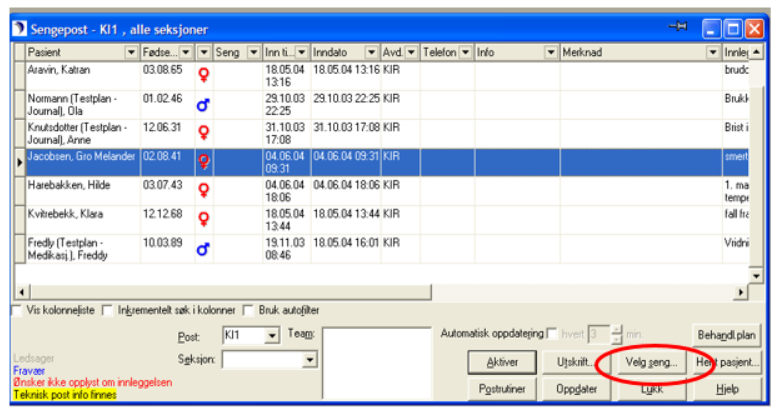 Sengepost - KI1 , alle seksjoner
Pasient Fødse... Seng Inn ti... Inndato Avd. Telefon Info Merknad Innleg
Aravin, Katran 03.08.65 18.05.04 18.05.04 13:16 KIR brudd
13:16
Normann (Testplan - 01.02.46 29.10.03 29.10.03 22:25 KIR Brukk
Journal), Ola 22:25
Knutsdotter (Testplan - 12.06.31 31.10.03 31.10.03 17:08 KIR Brist i
Journal), Anne 17:08
Jacobsen, Gro Melander 02.08.41 04.06.04 04.06.04 09:31 KIR smert
09:31
Harebakken, Hilde 03.07.43 04.06.04 04.06.04 18:06 KIR 1. ma
18:06 tempe
Kvitrebekk, Klara 12.12.68 18.05.04 18.05.04 13:44 KIR fall fra
13:44
Fredly (Testplan - 10.03.89 19.11.03 18.05.04 16:01 KIR Vridni
Medikasj.), Freddy 08:46
Vis kolonneliste Inkrementelt søk i kolonner Bruk autofilter
Post: KI1 Team: Automatisk oppdatering hvert 3 min. Behandl.plan
Ledsager Seksjon: Aktiver Utskrift... Velg seng... Hent pasjent...
Fravær
Ønsker ikke opplyst om innleggelsen
Teknisk post info finnes Postrutiner Oppdater Lukk Hjelp